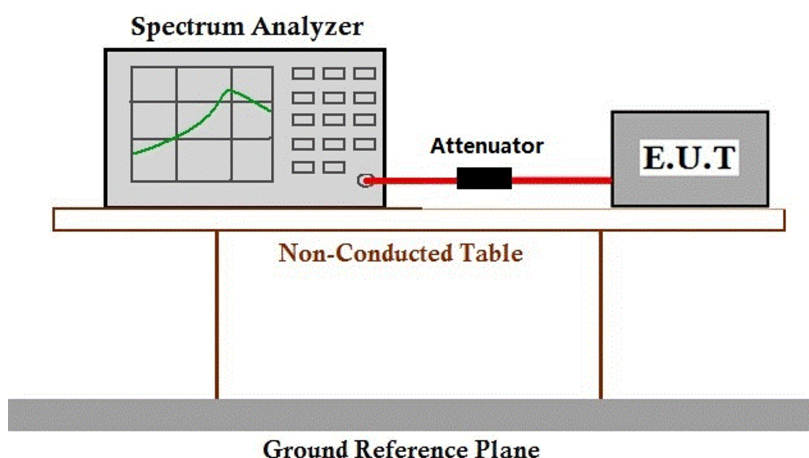 Spectrum Analyzer
Attenuator
E.U.T
Non-Conducted Table
Ground Reference Plane